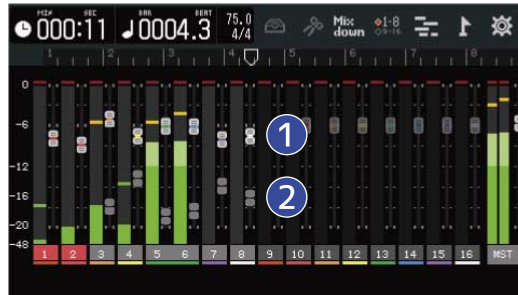 MIN SEC BAR BEAT
000:11 0004.3 75.0 4/4 Mix down 1-8 9-16
1 2 3 4 5 6 7 8
0
-6
1
-12
2
-16
-20
-48
1 2 3 4 5 6 7 8 9 10 11 12 13 14 15 16 MST